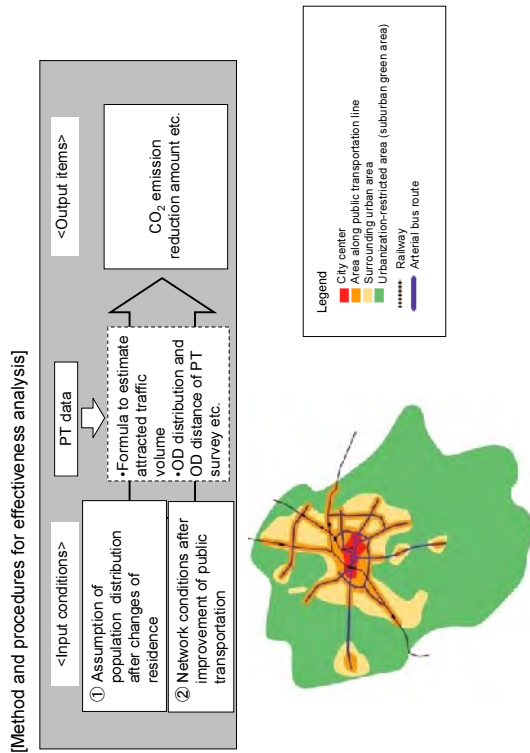 [Method and procedures for effectiveness analysis]
<Input conditions>
PT data
<Output items>
① Assumption of
population distribution
after changes of
residence
② Network conditions after
improvement of public
transportation
•Formula to estimate
attracted traffic
volume
•OD distribution and
OD distance of PT
survey etc.
CO₂ emission
reduction amount etc.
Legend
City center
Area along public transportation line
Surrounding urban area
Urbanization-restricted area (suburban green area)
Railway
Arterial bus route